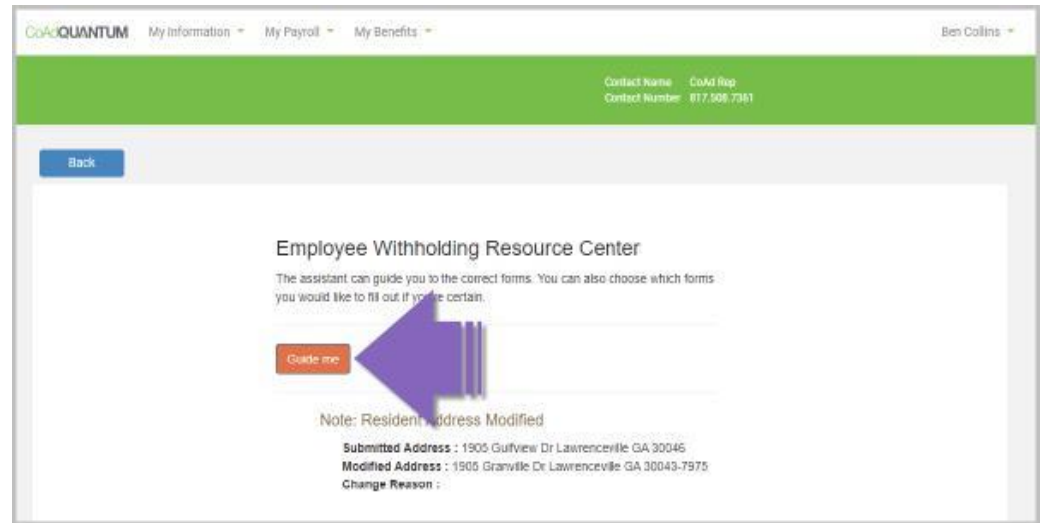 CoAdQUANTUM My Information My Payroll My Benefits Ben Collins
Contact Name CoAd Rep
Contact Number 817.508.7361
Back
Employee Withholding Resource Center
The assistant can guide you to the correct forms. You can also choose which forms
you would like to fill out if you're certain.
Guide me
Note: Resident Address Modified
Submitted Address : 1905 Gulfview Dr Lawrenceville GA 30046
Modified Address : 1905 Granville Dr Lawrenceville GA 30043-7975
Change Reason :